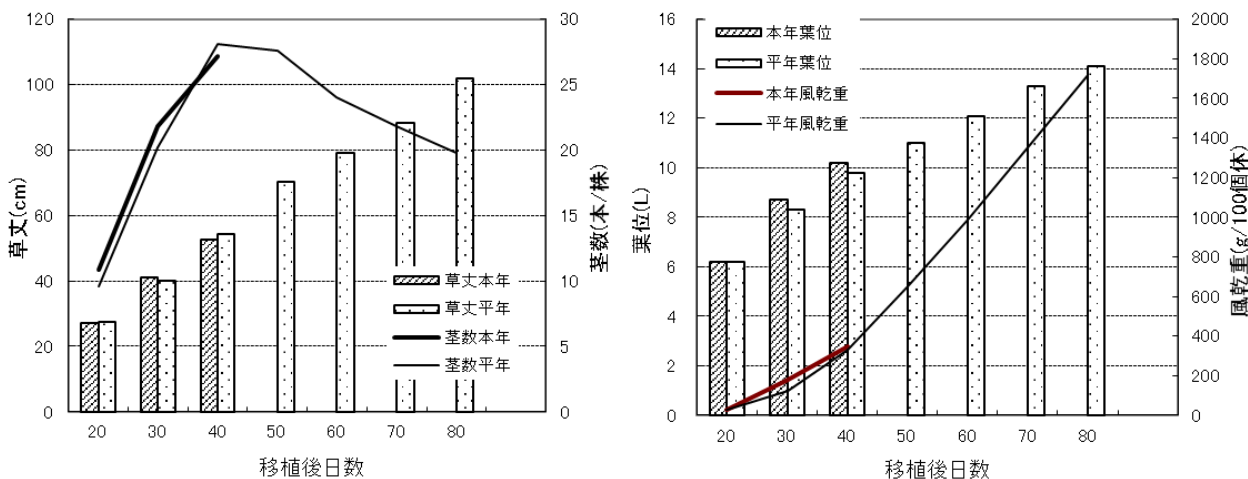 120
100
80
60
40
20
0
草丈(cm)
30
25
20
15
10
5
0
茎数(本/株)
草丈本年
草丈平年
茎数本年
茎数平年
20 30 40 50 60 70 80
移植後日数
16
14
12
10
8
6
4
2
0
葉位(L)
2000
1800
1600
1400
1200
1000
800
600
400
200
0
風乾重(g/100個体)
本年葉位
平年葉位
本年風乾重
平年風乾重
20 30 40 50 60 70 80
移植後日数